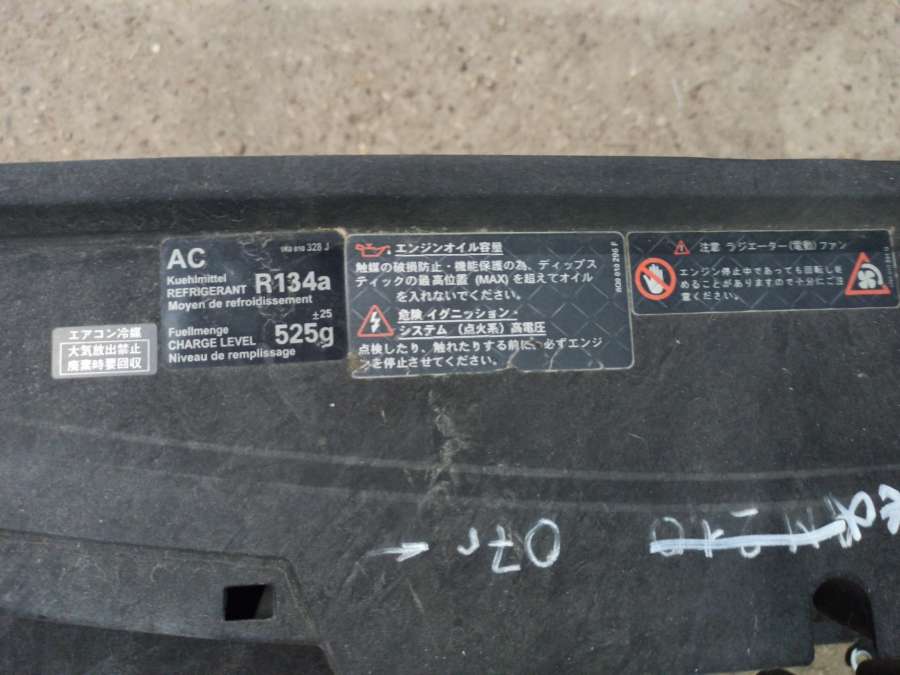 エアコン冷媒
大気放出禁止
廃棄時要回収
1K0 010 328 J
AC
Kuehlmittel
REFRIGERANT R134a
Moyen de refroidissement
±25
Fuellmenge
CHARGE LEVEL 525g
Niveau de remplissage
エンジンオイル容量
触媒の破損防止・機能保護の為、ディップス
ティックの最高位置 (MAX) を超えてオイル
を入れないでください。
危険 イグニッション・
システム (点火系) 高電圧
点検したり、触れたりする前に、必ずエンジ
ンを停止させてください。
注意 ラジエーター(電動) ファン
エンジン停止中であっても回転しを
めることがありますので十分にご注
意ください。
07г